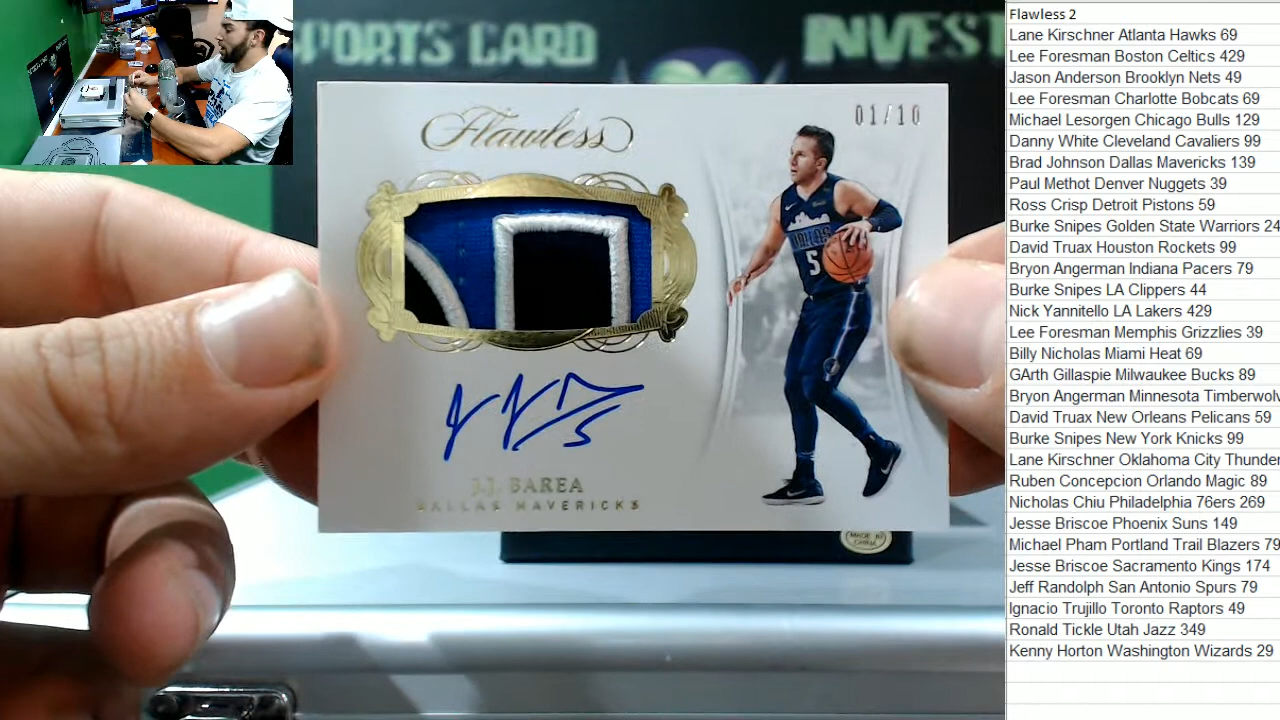 SPORTS CARD INVEST
Flawless
01/10
DALLAS
5
J.J. BAREA
DALLAS MAVERICKS
MADE IN
CHINA
Flawless 2
Lane Kirschner Atlanta Hawks 69
Lee Foresman Boston Celtics 429
Jason Anderson Brooklyn Nets 49
Lee Foresman Charlotte Bobcats 69
Michael Lesorgen Chicago Bulls 129
Danny White Cleveland Cavaliers 99
Brad Johnson Dallas Mavericks 139
Paul Methot Denver Nuggets 39
Ross Crisp Detroit Pistons 59
Burke Snipes Golden State Warriors 24
David Truax Houston Rockets 99
Bryon Angerman Indiana Pacers 79
Burke Snipes LA Clippers 44
Nick Yannitello LA Lakers 429
Lee Foresman Memphis Grizzlies 39
Billy Nicholas Miami Heat 69
GArth Gillaspie Milwaukee Bucks 89
Bryon Angerman Minnesota Timberwolv
David Truax New Orleans Pelicans 59
Burke Snipes New York Knicks 99
Lane Kirschner Oklahoma City Thunder
Ruben Concepcion Orlando Magic 89
Nicholas Chiu Philadelphia 76ers 269
Jesse Briscoe Phoenix Suns 149
Michael Pham Portland Trail Blazers 79
Jesse Briscoe Sacramento Kings 174
Jeff Randolph San Antonio Spurs 79
Ignacio Trujillo Toronto Raptors 49
Ronald Tickle Utah Jazz 349
Kenny Horton Washington Wizards 29